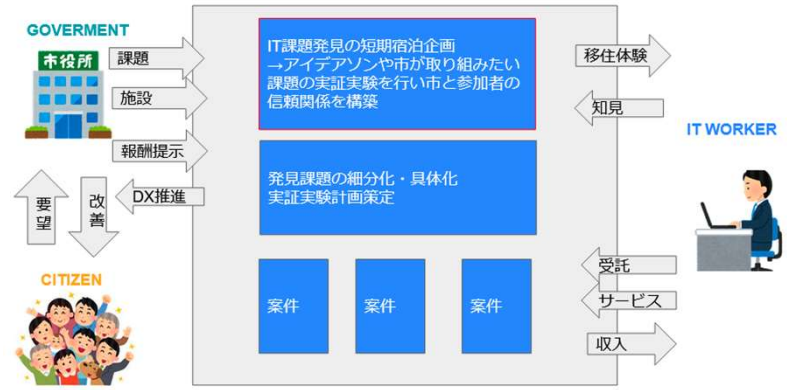 GOVERMENT
市役所
課題
施設
報酬提示
DX推進
要望
改善
CITIZEN
IT課題発見の短期宿泊企画
→アイデアソンや市が取り組みたい
課題の実証実験を行い市と参加者の
信頼関係を構築
発見課題の細分化・具体化
実証実験計画策定
案件
案件
案件
移住体験
知見
IT WORKER
受託
サービス
収入